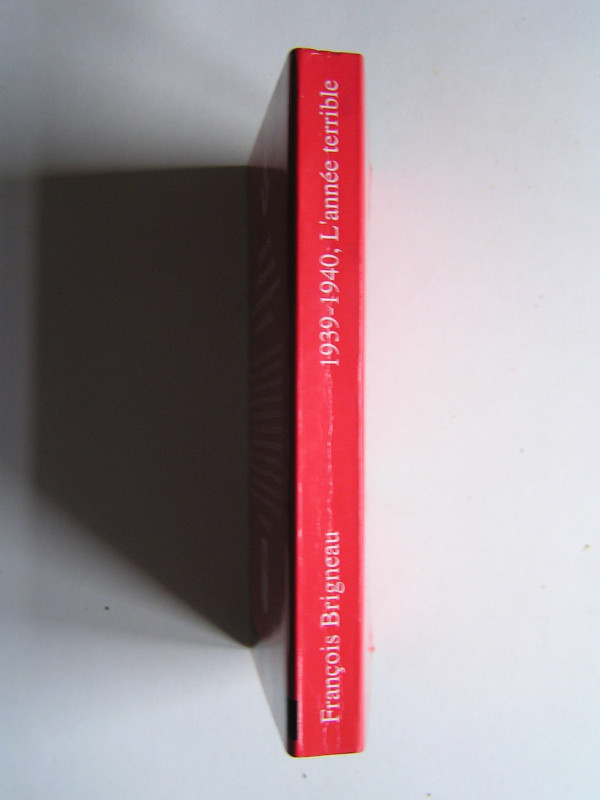 François Brigneau
1939-1940; L'année terrible